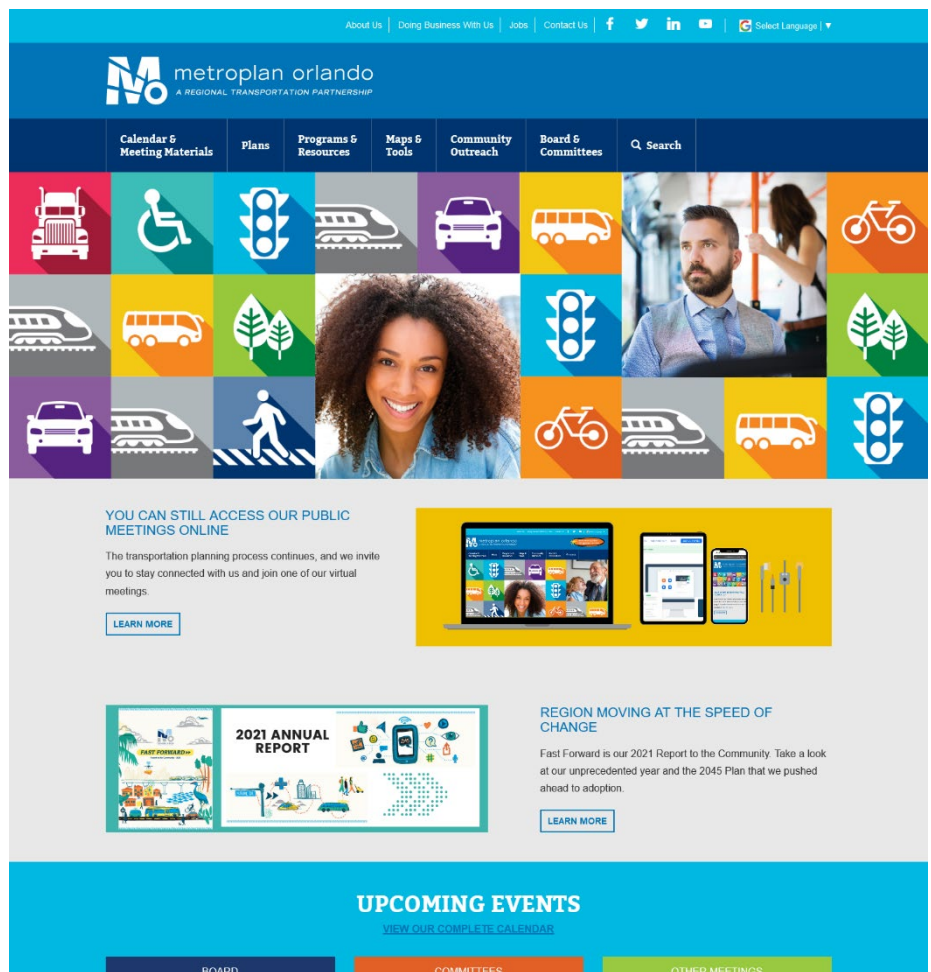 About Us
Doing Business With Us
Jobs
Contact Us
Select Language
metroplan orlando
A REGIONAL TRANSPORTATION PARTNERSHIP
Calendar &
Meeting Materials
Plans
Programs &
Resources
Maps &
Tools
Community
Outreach
Board &
Committees
Search
YOU CAN STILL ACCESS OUR PUBLIC
MEETINGS ONLINE
The transportation planning process continues, and we invite
you to stay connected with us and join one of our virtual
meetings.
LEARN MORE
metroplan orlando
FAST FORWARD
2021 ANNUAL
REPORT
REGION MOVING AT THE SPEED OF
CHANGE
Fast Forward is our 2021 Report to the Community. Take a look
at our unprecedented year and the 2045 Plan that we pushed
ahead to adoption.
LEARN MORE
UPCOMING EVENTS
VIEW OUR COMPLETE CALENDAR
BOARD
COMMITTEES
OTHER MEETINGS